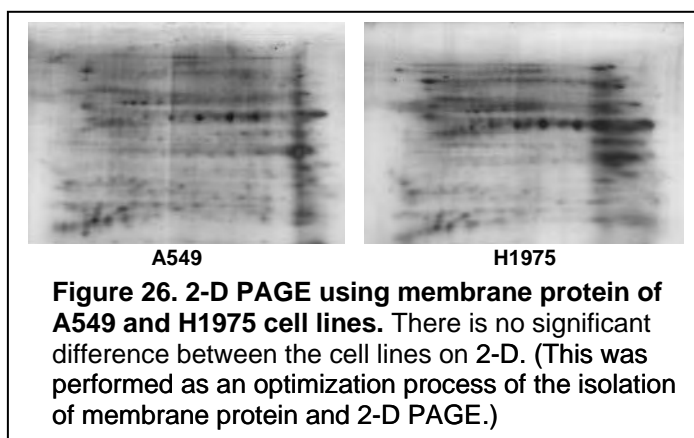 A549
H1975
Figure 26. 2-D PAGE using membrane protein of
A549 and H1975 cell lines. There is no significant
difference between the cell lines on 2-D. (This was
performed as an optimization process of the isolation
of membrane protein and 2-D PAGE.)